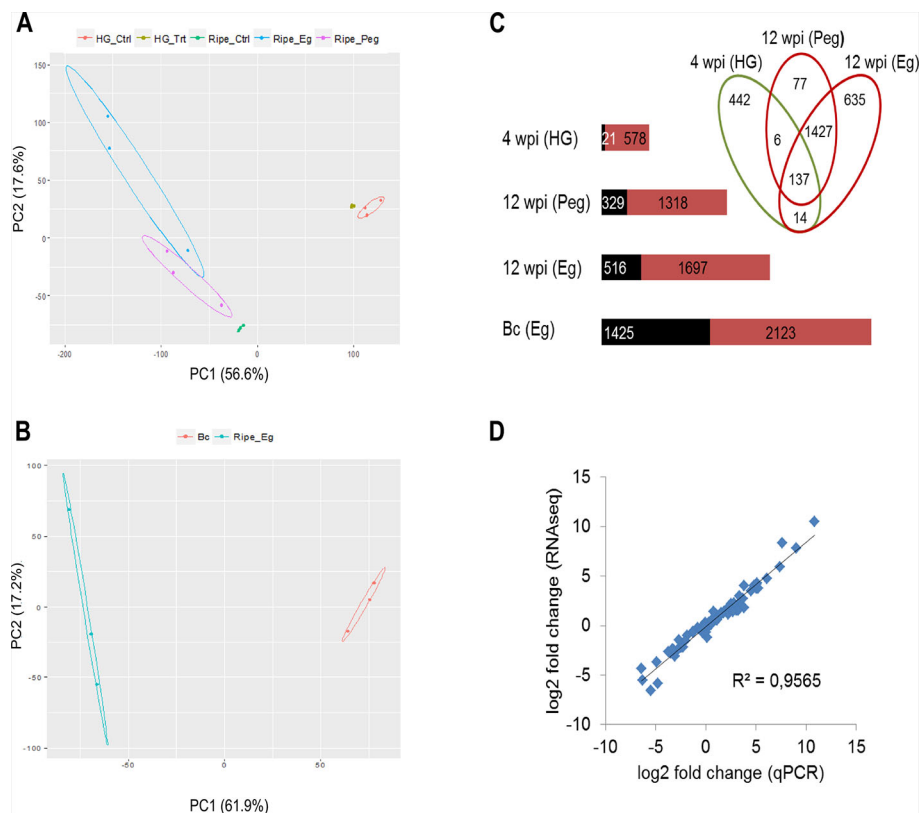 A
HG_Ctrl HG_Trt Ripe_Ctrl Ripe_Eg Ripe_Peg
PC2 (17.6%)
150
100
50
0
-50
-200 -100 0 100
PC1 (56.6%)
B
Bc Ripe_Eg
PC2 (17.2%)
100
50
0
-50
-100
-50 0 50
PC1 (61.9%)
C
12 wpi (Peg)
4 wpi (HG)
12 wpi (Eg)
442
77
635
6
1427
137
14
4 wpi (HG) 21 578
12 wpi (Peg) 329 1318
12 wpi (Eg) 516 1697
Bc (Eg) 1425 2123
D
log2 fold change (RNAseq)
15
10
5
0
-5
-10
R² = 0,9565
-10 -5 0 5 10 15
log2 fold change (qPCR)